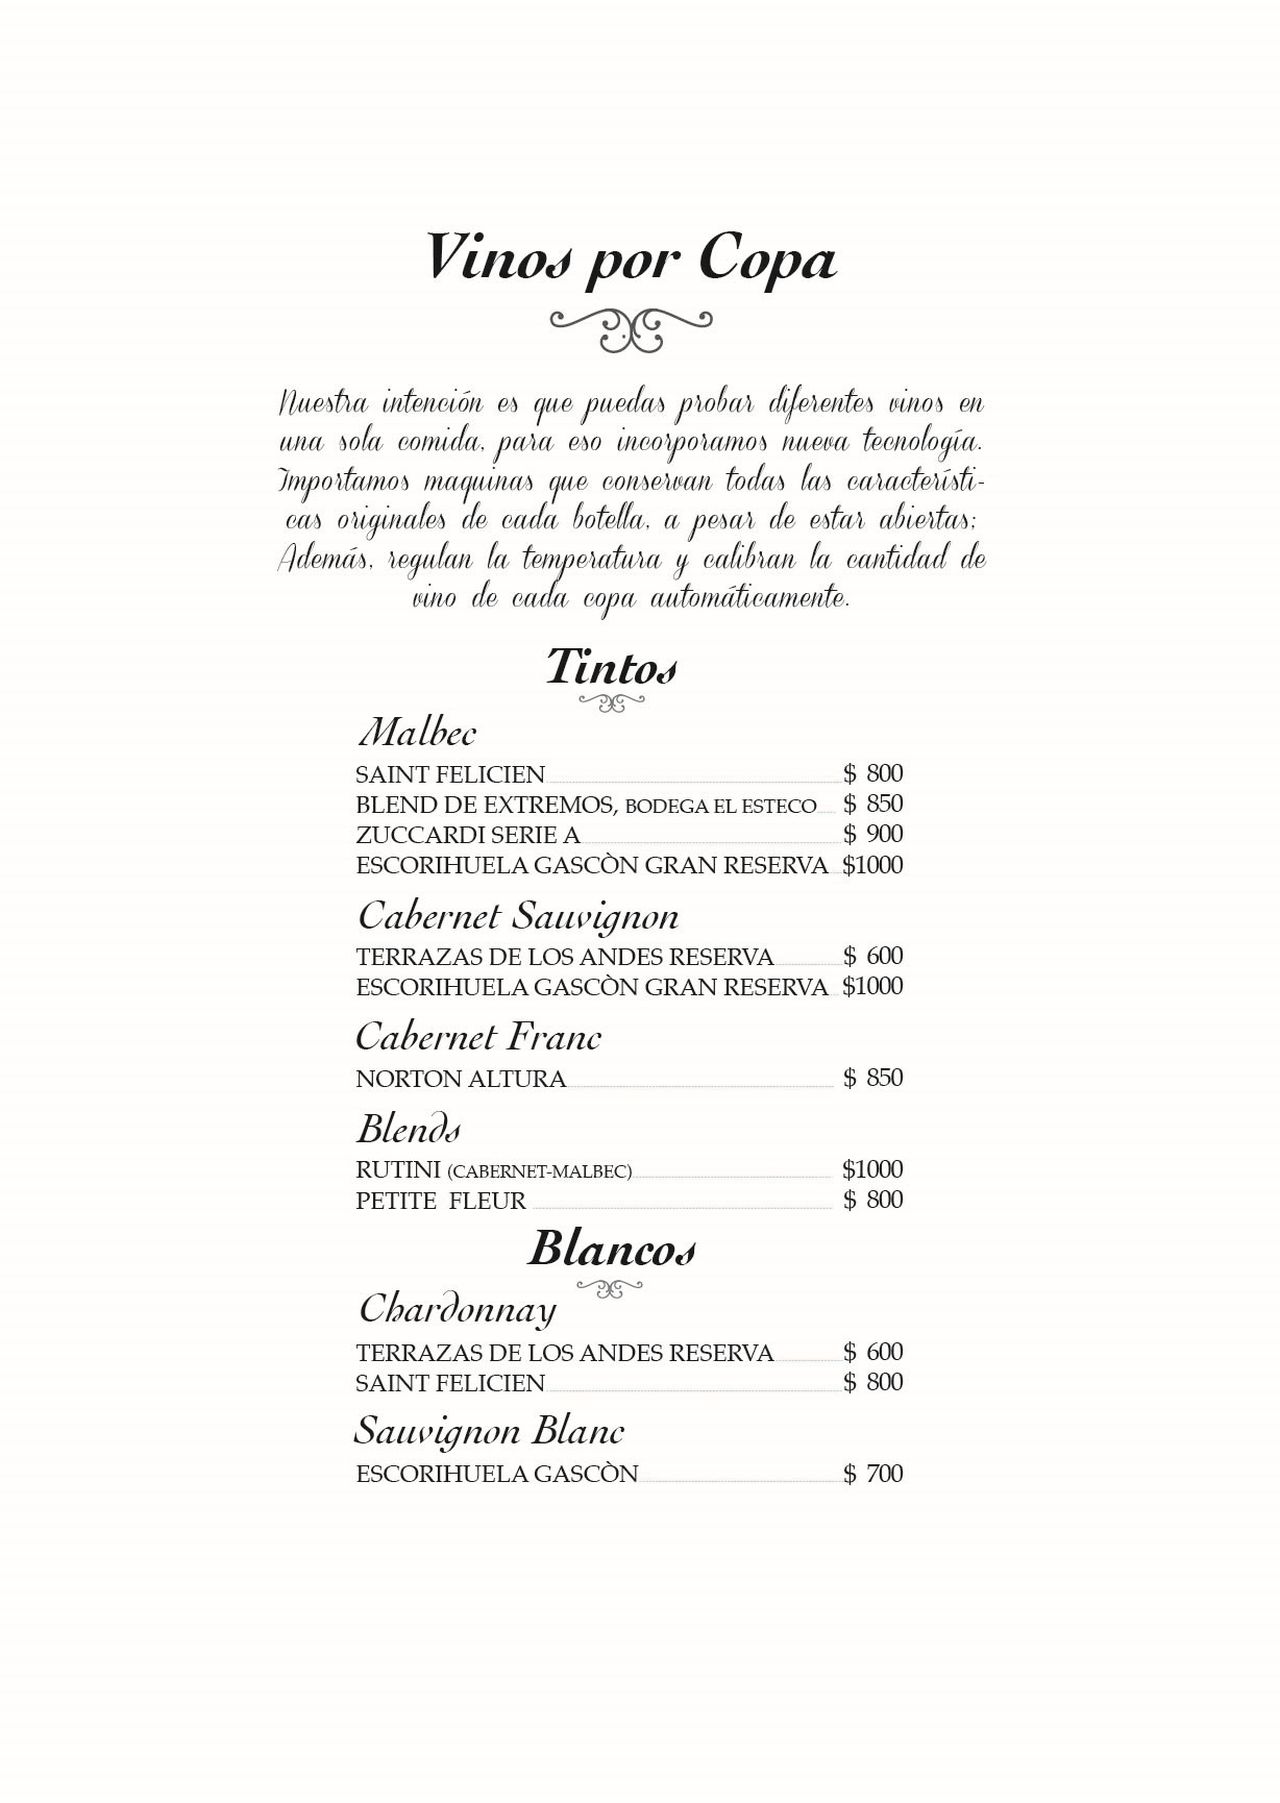 Vinos por Copa
Nuestra intención es que puedas probar diferentes vinos en
una sola comida, para eso incorporamos nueva tecnología.
Importamos maquinas que conservan todas las característi-
cas originales de cada botella, a pesar de estar abiertas;
Además, regulan la temperatura y calibran la cantidad de
vino de cada copa automáticamente.
Tintos
Malbec
SAINT FELICIEN $ 800
BLEND DE EXTREMOS, BODEGA EL ESTECO $ 850
ZUCCARDI SERIE A $ 900
ESCORIHUELA GASCÒN GRAN RESERVA $1000
Cabernet Sauvignon
TERRAZAS DE LOS ANDES RESERVA $ 600
ESCORIHUELA GASCÒN GRAN RESERVA $1000
Cabernet Franc
NORTON ALTURA $ 850
Blends
RUTINI (CABERNET-MALBEC) $1000
PETITE FLEUR $ 800
Blancos
Chardonnay
TERRAZAS DE LOS ANDES RESERVA $ 600
SAINT FELICIEN $ 800
Sauvignon Blanc
ESCORIHUELA GASCÒN $ 700